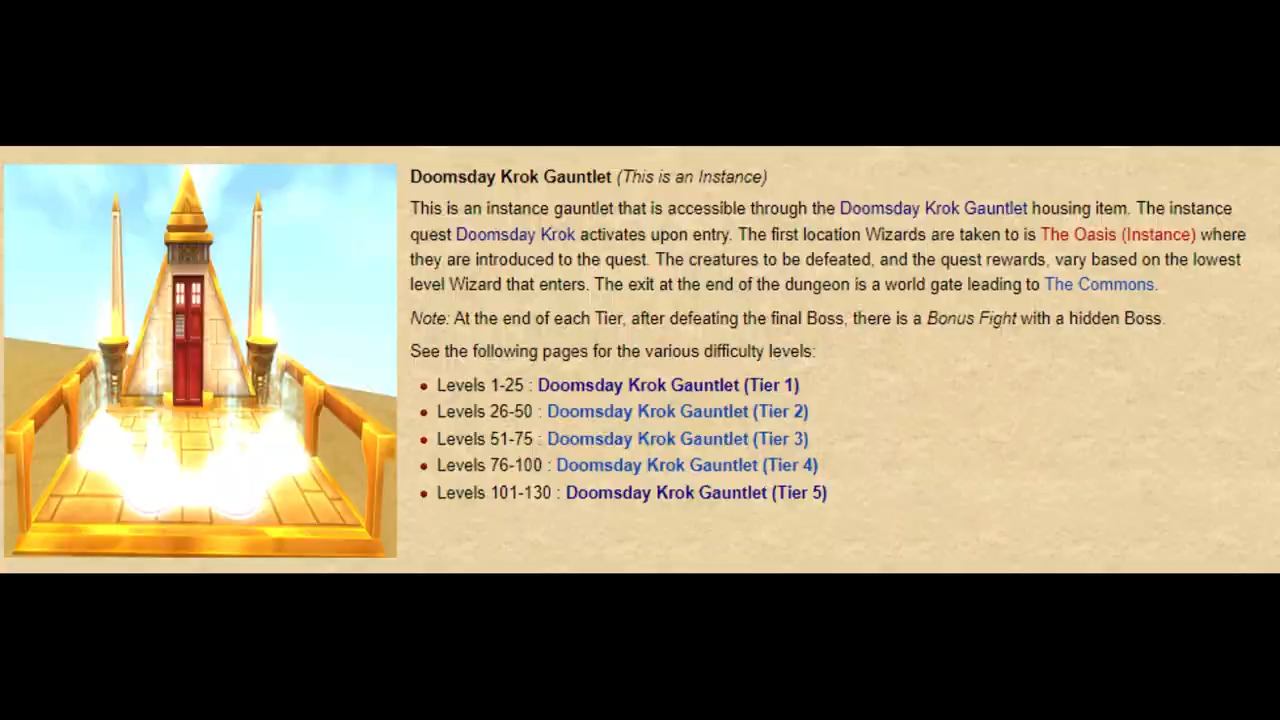 Doomsday Krok Gauntlet (This is an Instance)
This is an instance gauntlet that is accessible through the Doomsday Krok Gauntlet housing item. The instance
quest Doomsday Krok activates upon entry. The first location Wizards are taken to is The Oasis (Instance) where
they are introduced to the quest. The creatures to be defeated, and the quest rewards, vary based on the lowest
level Wizard that enters. The exit at the end of the dungeon is a world gate leading to The Commons.
Note: At the end of each Tier, after defeating the final Boss, there is a Bonus Fight with a hidden Boss.
See the following pages for the various difficulty levels:
• Levels 1-25 : Doomsday Krok Gauntlet (Tier 1)
• Levels 26-50 : Doomsday Krok Gauntlet (Tier 2)
• Levels 51-75 : Doomsday Krok Gauntlet (Tier 3)
• Levels 76-100 : Doomsday Krok Gauntlet (Tier 4)
• Levels 101-130 : Doomsday Krok Gauntlet (Tier 5)